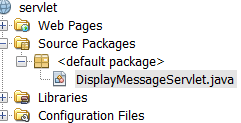 servlet
Web Pages
Source Packages
<default package>
DisplayMessageServlet.java
Libraries
Configuration Files